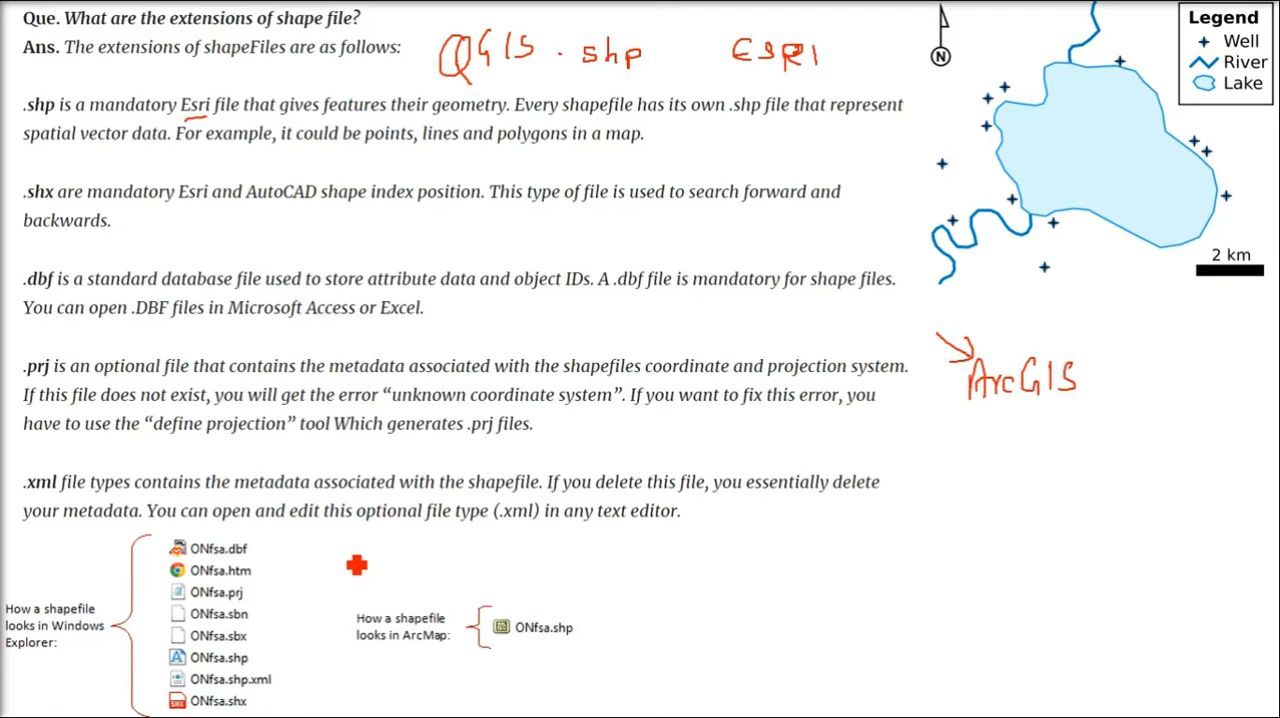 Que. What are the extensions of shape file?
Ans. The extensions of shapeFiles are as follows:
QGIS .shp ESRI
.shp is a mandatory Esri file that gives features their geometry. Every shapefile has its own .shp file that represent
spatial vector data. For example, it could be points, lines and polygons in a map.
.shx are mandatory Esri and AutoCAD shape index position. This type of file is used to search forward and
backwards.
.dbf is a standard database file used to store attribute data and object IDs. A .dbf file is mandatory for shape files.
You can open .DBF files in Microsoft Access or Excel.
.prj is an optional file that contains the metadata associated with the shapefiles coordinate and projection system.
If this file does not exist, you will get the error “unknown coordinate system”. If you want to fix this error, you
have to use the “define projection” tool Which generates .prj files.
.xml file types contains the metadata associated with the shapefile. If you delete this file, you essentially delete
your metadata. You can open and edit this optional file type (.xml) in any text editor.
How a shapefile
looks in Windows
Explorer:
ONfsa.dbf
ONfsa.htm
ONfsa.prj
ONfsa.sbn
ONfsa.sbx
ONfsa.shp
ONfsa.shp.xml
SHX
ONfsa.shx
How a shapefile
looks in ArcMap:
ONfsa.shp
N
Legend
Well
River
Lake
2 km
ArcGIS